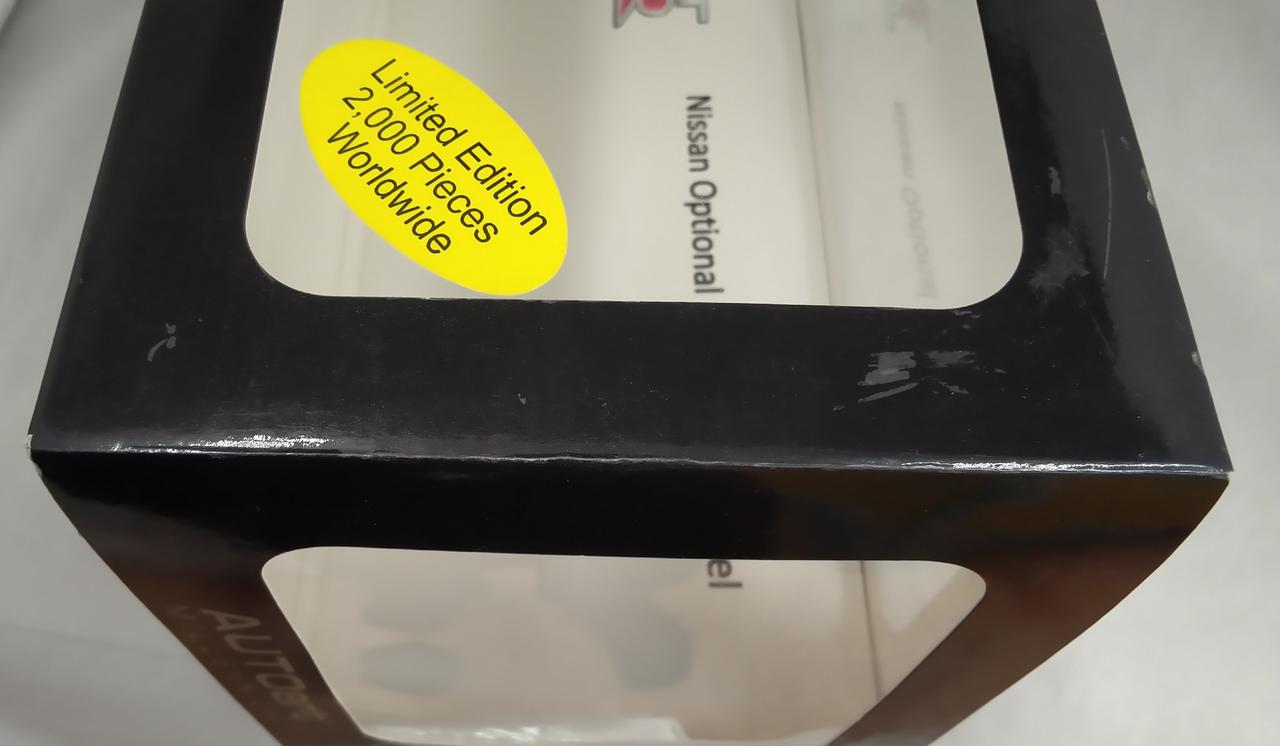 Limited Edition
2,000 Pieces
Worldwide
Nissan Optional
el
AUTOart